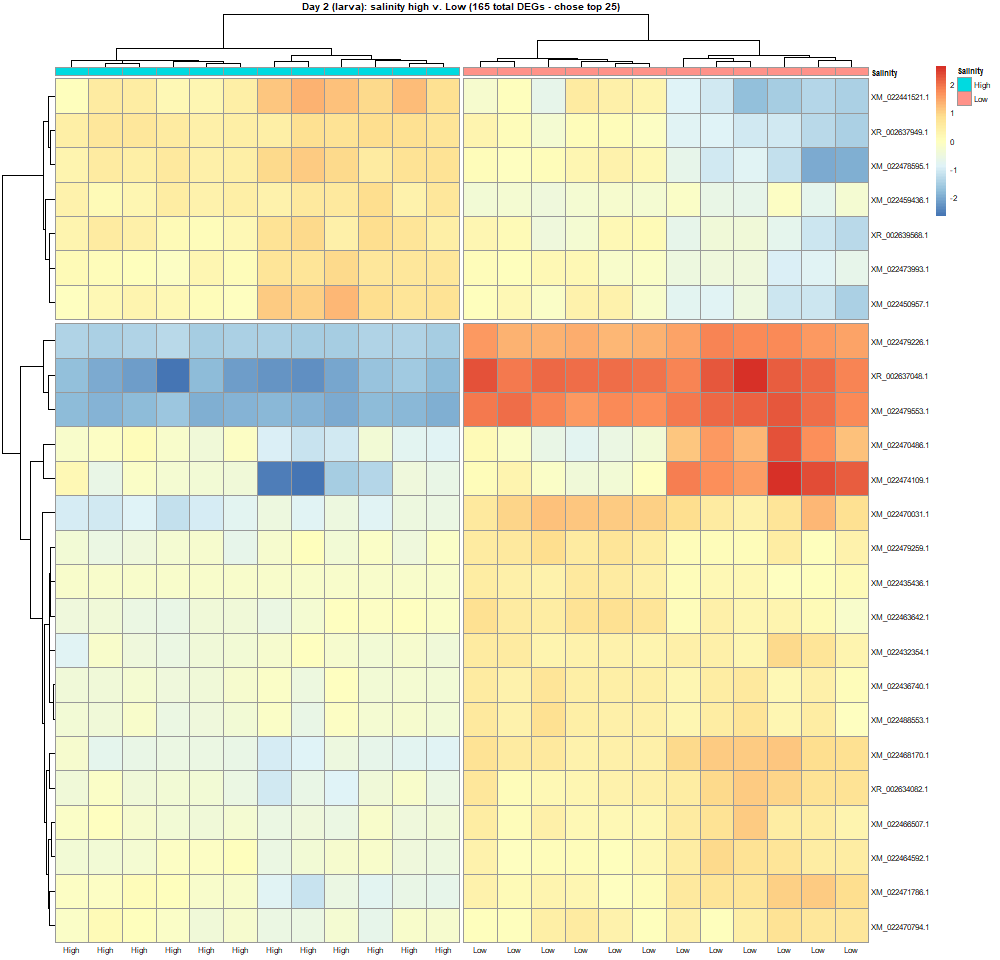 Day 2 (larva): salinity high v. Low (165 total DEGs - chose top 25)
Salinity
Salinity
High
Low
2
1
0
-1
-2
XM_022441521.1
XR_002637949.1
XM_022478595.1
XM_022459436.1
XR_002639568.1
XM_022473993.1
XM_022450957.1
XM_022479226.1
XR_002637048.1
XM_022479553.1
XM_022470486.1
XM_022474109.1
XM_022470031.1
XM_022479259.1
XM_022435436.1
XM_022463642.1
XM_022432354.1
XM_022436740.1
XM_022488553.1
XM_022468170.1
XR_002634082.1
XM_022466507.1
XM_022464592.1
XM_022471786.1
XM_022470794.1
High High High High High High High High High High High High Low Low Low Low Low Low Low Low Low Low Low Low